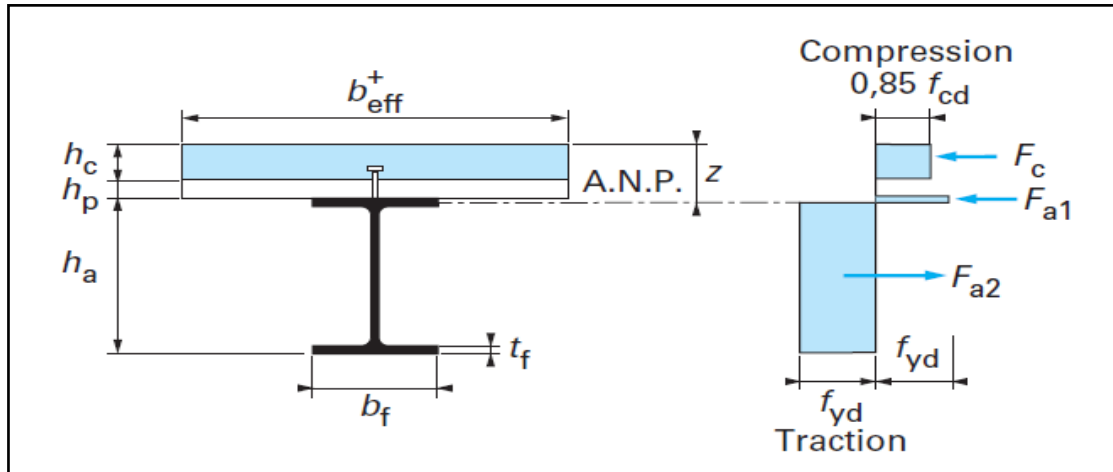 Compression
0,85 f_cd
b⁺_eff
h_c
h_p
A.N.P.
z
F_c
F_a1
h_a
F_a2
t_f
b_f
f_yd
f_yd
Traction